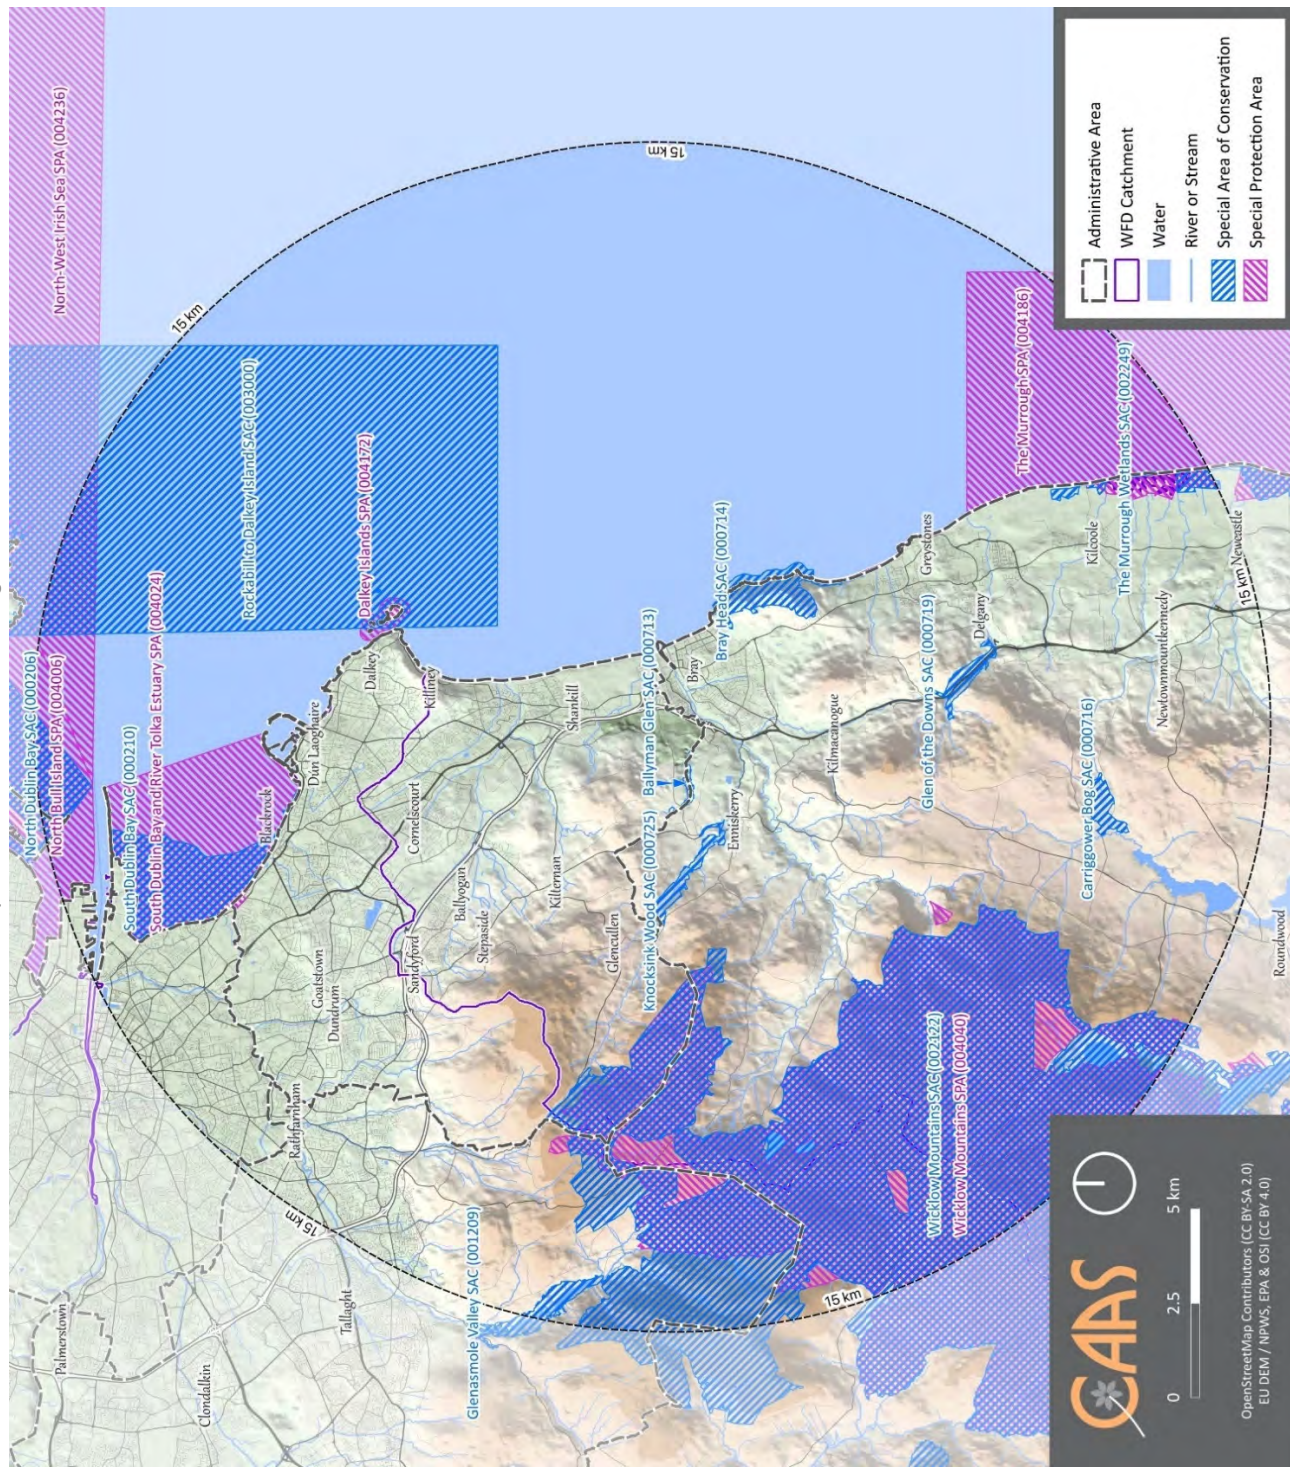 North-West Irish Sea SPA (004236)
15 km
Rockabill to Dalkey Island SAC (003000)
Dalkey Islands SPA (004172)
North Dublin Bay SAC (000206)
North Bull Island SPA (004006)
South Dublin Bay SAC (000210)
South Dublin Bay and River Tolka Estuary SPA (004024)
15 km
The Murrough SPA (004186)
The Murrough Wetlands SAC (002249)
Bray Head SAC (000714)
Ballyman Glen SAC (000713)
Knocksink Wood SAC (000725)
Glen of the Downs SAC (000719)
Carriggower Bog SAC (000716)
Wicklow Mountains SAC (002122)
Wicklow Mountains SPA (004040)
Glenasmole Valley SAC (001209)
15 km
15 km
15 km
Palmerstown
Clondalkin
Tallaght
Rathfarnham
Goatstown
Dundrum
Sandyford
Stepaside
Ballyogan
Kilternan
Glencullen
Cornelscourt
Blackrock
Dún Laoghaire
Dalkey
Killiney
Shankill
Bray
Enniskerry
Kilmacanogue
Greystones
Delgany
Kilcoole
Newcastle
Newtownmountkennedy
Roundwood
Administrative Area
WFD Catchment
Water
River or Stream
Special Area of Conservation
Special Protection Area
CAAS
0 2.5 5 km
OpenStreetMap Contributors (CC BY-SA 2.0)
EU DEM / NPWS, EPA & OSI (CC BY 4.0)